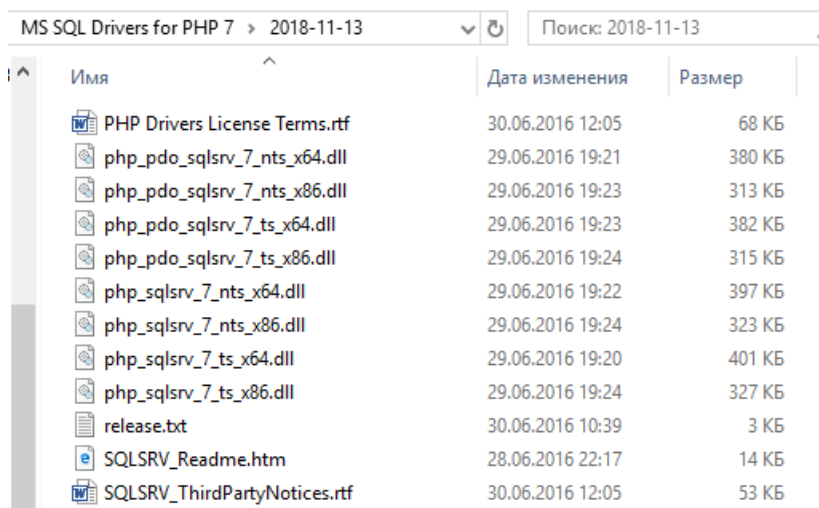 MS SQL Drivers for PHP 7 › 2018-11-13 Поиск: 2018-11-13
Имя Дата изменения Размер
PHP Drivers License Terms.rtf 30.06.2016 12:05 68 КБ
php_pdo_sqlsrv_7_nts_x64.dll 29.06.2016 19:21 380 КБ
php_pdo_sqlsrv_7_nts_x86.dll 29.06.2016 19:23 313 КБ
php_pdo_sqlsrv_7_ts_x64.dll 29.06.2016 19:23 382 КБ
php_pdo_sqlsrv_7_ts_x86.dll 29.06.2016 19:24 315 КБ
php_sqlsrv_7_nts_x64.dll 29.06.2016 19:22 397 КБ
php_sqlsrv_7_nts_x86.dll 29.06.2016 19:24 323 КБ
php_sqlsrv_7_ts_x64.dll 29.06.2016 19:20 401 КБ
php_sqlsrv_7_ts_x86.dll 29.06.2016 19:24 327 КБ
release.txt 30.06.2016 10:39 3 КБ
SQLSRV_Readme.htm 28.06.2016 22:17 14 КБ
SQLSRV_ThirdPartyNotices.rtf 30.06.2016 12:05 53 КБ